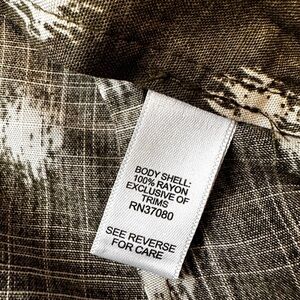 BODY SHELL:
100% RAYON
EXCLUSIVE OF
TRIMS
RN37080
SEE REVERSE
FOR CARE